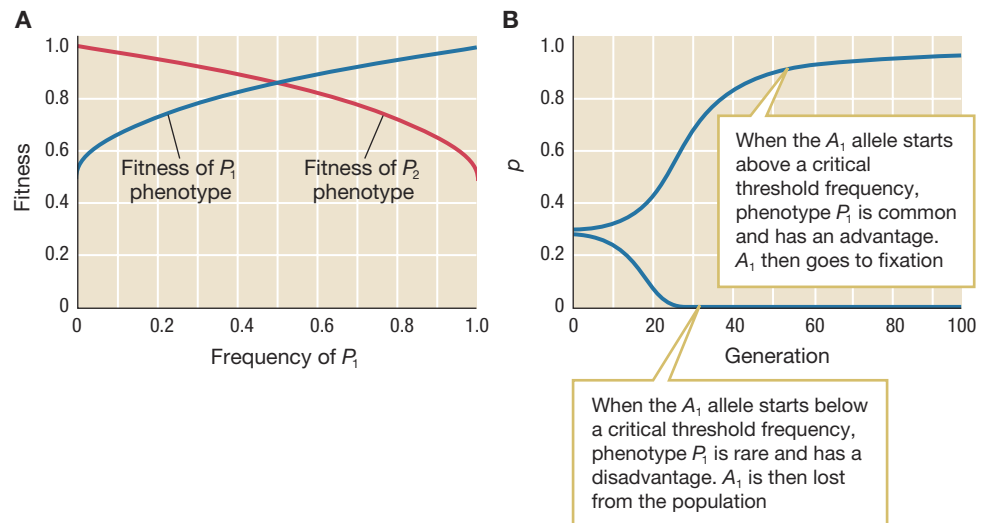 A
1.0
0.8
0.6
0.4
0.2
0
Fitness
Fitness of P₁
phenotype
Fitness of P₂
phenotype
0
0.2
0.4
0.6
0.8
1.0
Frequency of P₁
B
1.0
0.8
0.6
0.4
0.2
0
p
When the A₁ allele starts
above a critical
threshold frequency,
phenotype P₁ is common
and has an advantage.
A₁ then goes to fixation
0
20
40
60
80
100
Generation
When the A₁ allele starts below
a critical threshold frequency,
phenotype P₁ is rare and has a
disadvantage. A₁ is then lost
from the population